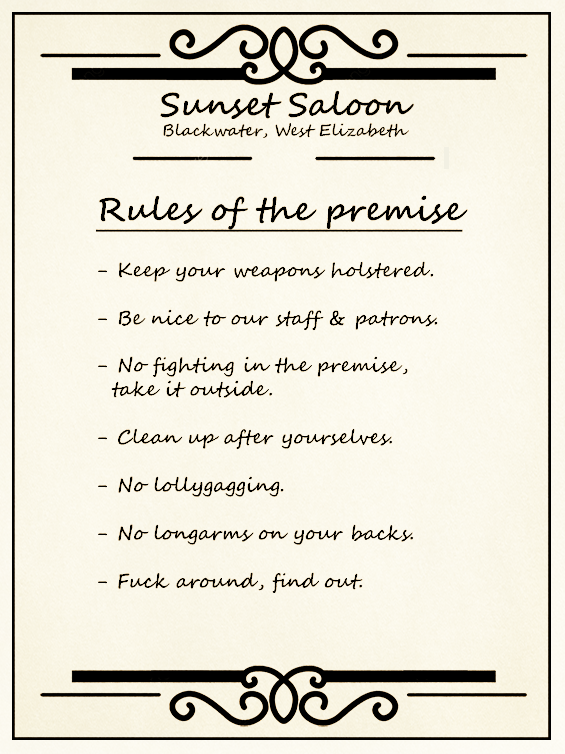 Sunset Saloon
Blackwater, West Elizabeth
Rules of the premise
- Keep your weapons holstered.
- Be nice to our staff & patrons.
- No fighting in the premise,
take it outside.
- Clean up after yourselves.
- No lollygagging.
- No longarms on your backs.
- Fuck around, find out.